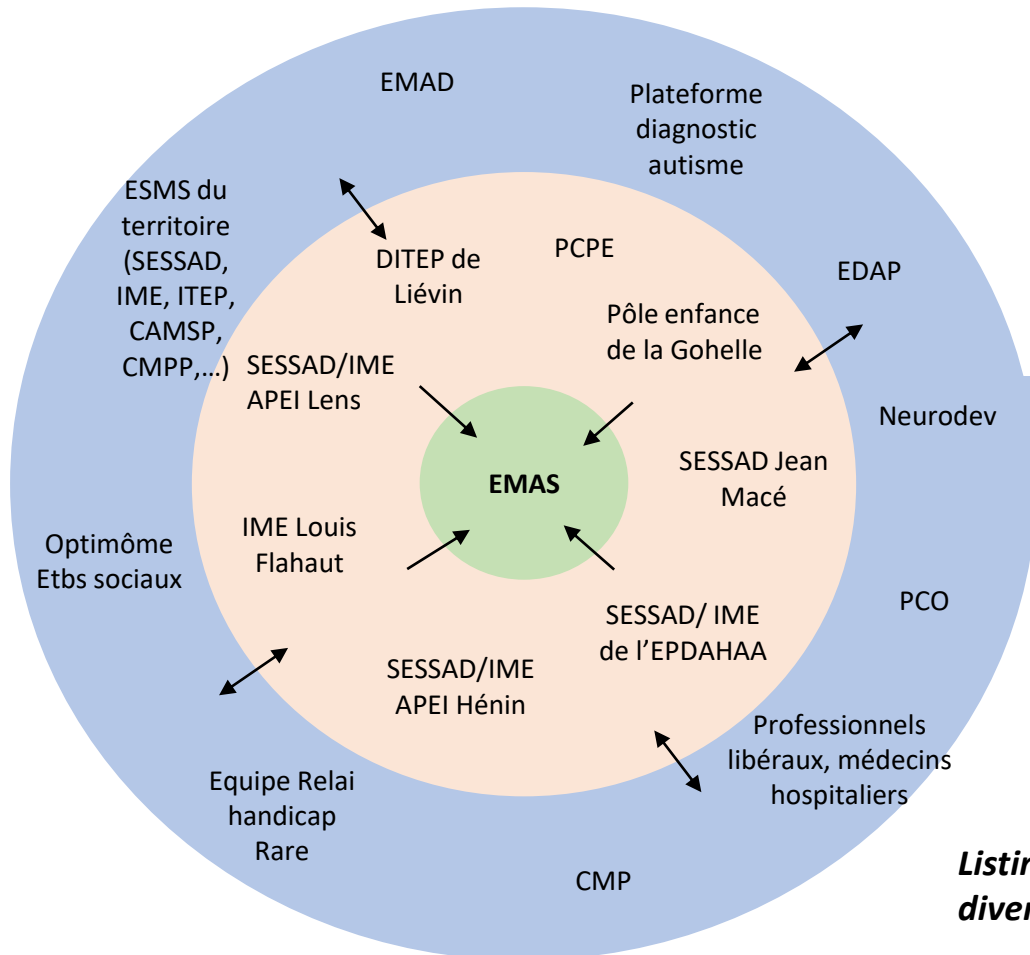 EMAD
Plateforme
diagnostic
autisme
ESMS du
territoire
(SESSAD,
IME, ITEP,
CAMSP,
CMPP,...)
DITEP de
Liévin
PCPE
EDAP
Pôle enfance
de la Gohelle
SESSAD/IME
APEI Lens
Neurodev
EMAS
SESSAD Jean
Macé
IME Louis
Flahaut
Optimôme
Etbs sociaux
PCO
SESSAD/ IME
de l'EPDAHAA
SESSAD/IME
APEI Hénin
Professionnels
libéraux, médecins
hospitaliers
Equipe Relai
handicap
Rare
CMP